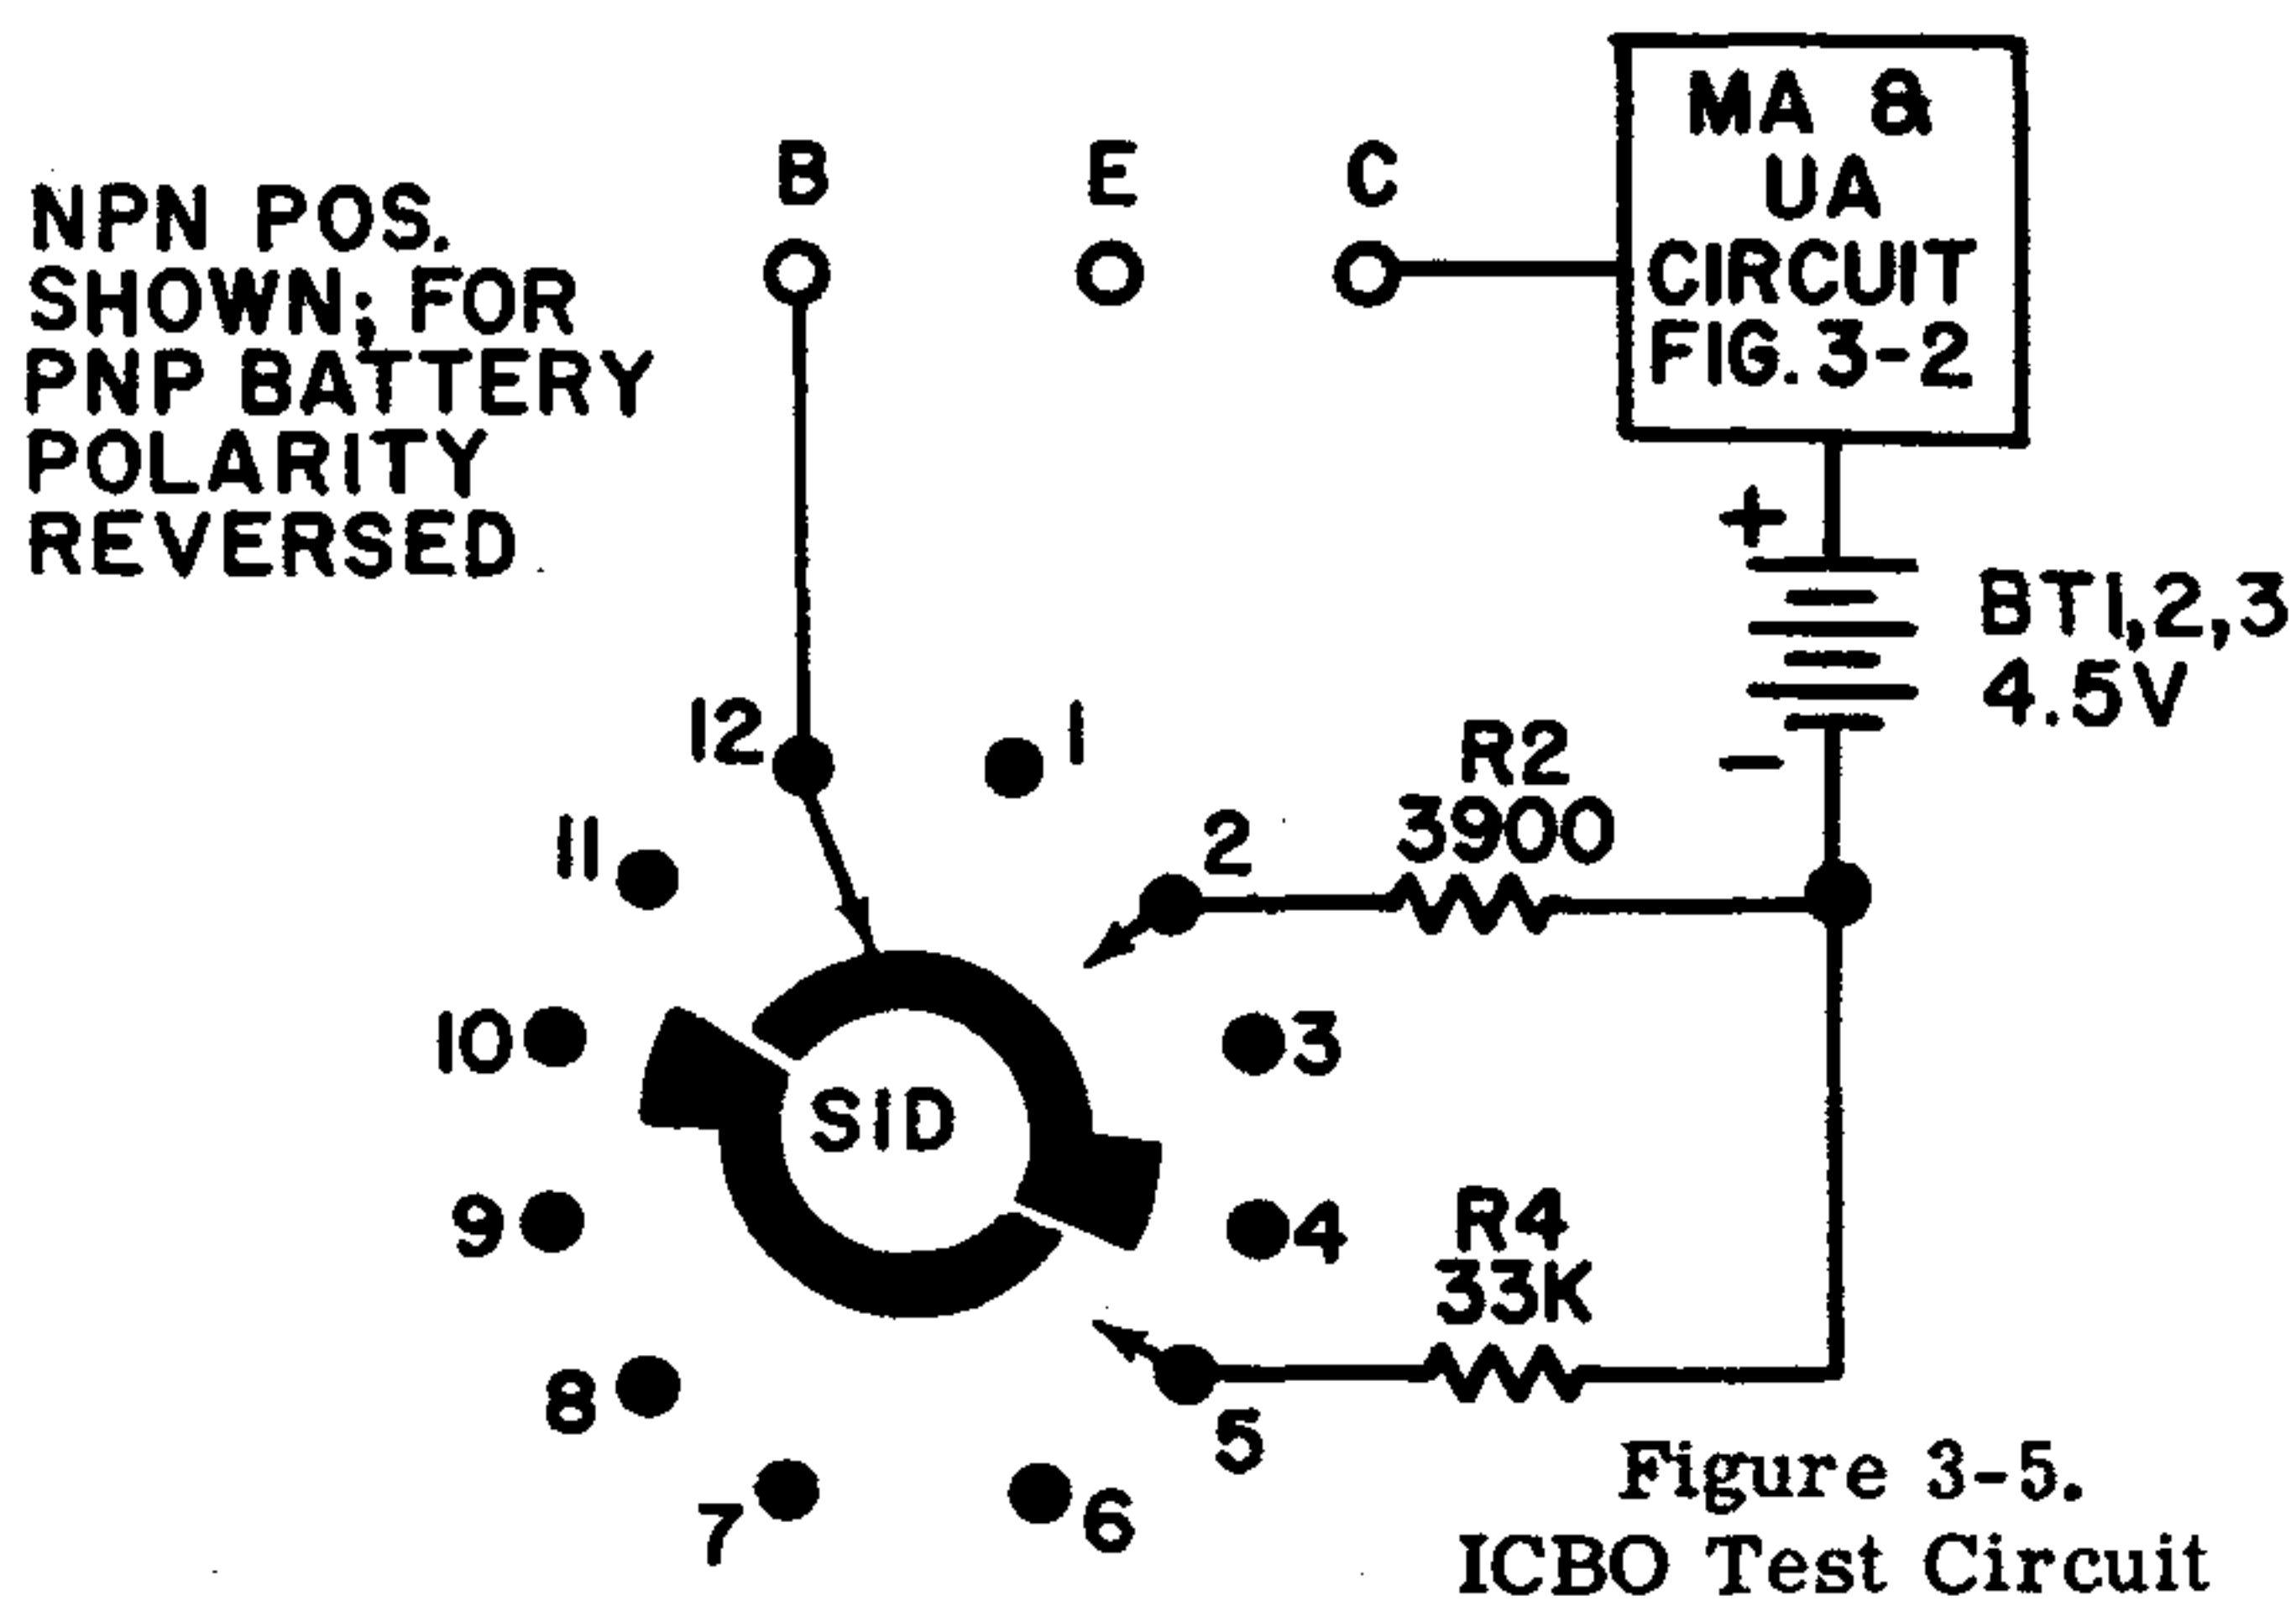 NPN POS.
SHOWN; FOR
PNP BATTERY
POLARITY
REVERSED
B
E
C
MA &
UA
CIRCUIT
FIG. 3-2
+
BT1,2,3
4.5V
−
12
1
11
2
R2
3900
10
3
S1D
9
4
R4
33K
8
5
7
6
Figure 3-5.
ICBO Test Circuit